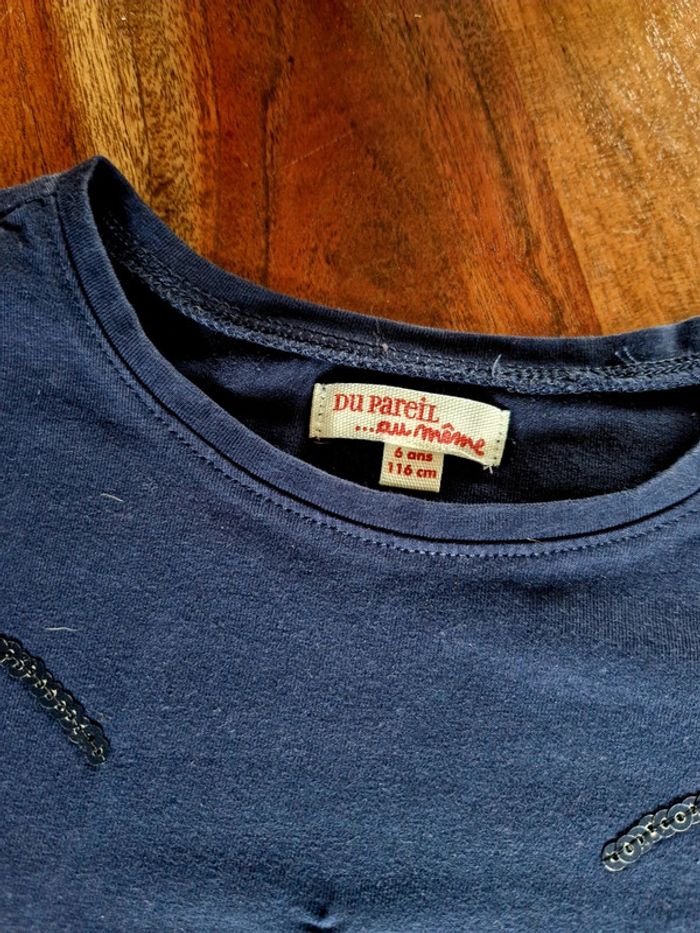 DU PAREIL
...au même
6 ans
116 cm